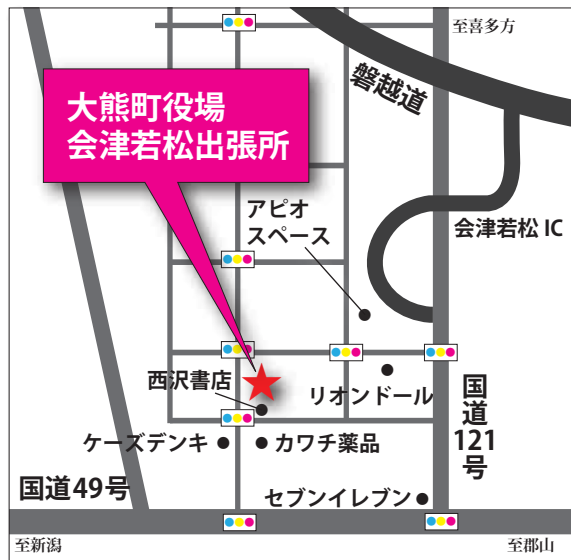 至喜多方
磐越道
大熊町役場
会津若松出張所
アピオ
スペース
会津若松 IC
西沢書店
リオンドール
国道121号
ケーズデンキ
カワチ薬品
国道49号
セブンイレブン
至新潟
至郡山